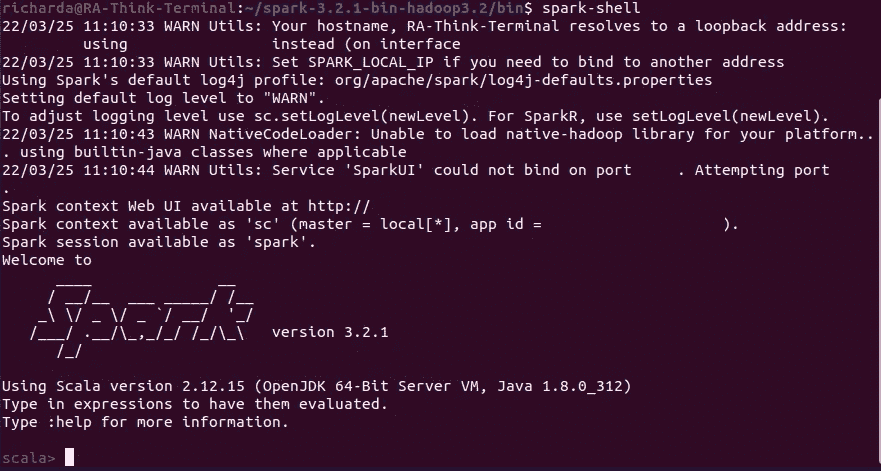 richarda@RA-Think-Terminal:~/spark-3.2.1-bin-hadoop3.2/bin$ spark-shell
22/03/25 11:10:33 WARN Utils: Your hostname, RA-Think-Terminal resolves to a loopback address:
         using                instead (on interface
22/03/25 11:10:33 WARN Utils: Set SPARK_LOCAL_IP if you need to bind to another address
Using Spark's default log4j profile: org/apache/spark/log4j-defaults.properties
Setting default log level to "WARN".
To adjust logging level use sc.setLogLevel(newLevel). For SparkR, use setLogLevel(newLevel).
22/03/25 11:10:43 WARN NativeCodeLoader: Unable to load native-hadoop library for your platform..
. using builtin-java classes where applicable
22/03/25 11:10:44 WARN Utils: Service 'SparkUI' could not bind on port     . Attempting port
.
Spark context Web UI available at http://
Spark context available as 'sc' (master = local[*], app id =                    ).
Spark session available as 'spark'.
Welcome to
      ____              __
     / __/__  ___ _____/ /__
    _\ \/ _ \/ _ `/ __/  '_/
   /___/ .__/\_,_/_/ /_/\_\   version 3.2.1
      /_/
Using Scala version 2.12.15 (OpenJDK 64-Bit Server VM, Java 1.8.0_312)
Type in expressions to have them evaluated.
Type :help for more information.
scala>